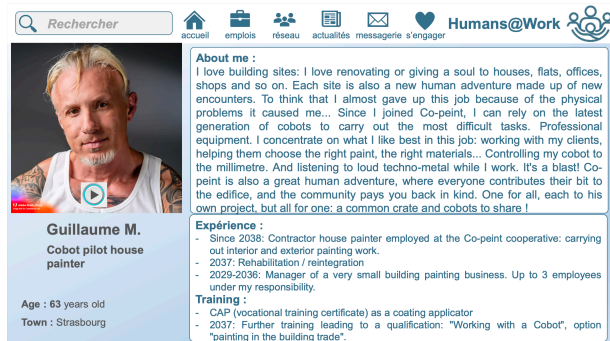 Rechercher
accueil emplois réseau actualités messagerie s'engager
Humans@Work
About me :
I love building sites: I love renovating or giving a soul to houses, flats, offices,
shops and so on. Each site is also a new human adventure made up of new
encounters. To think that I almost gave up this job because of the physical
problems it caused me... Since I joined Co-peint, I can rely on the latest
generation of cobots to carry out the most difficult tasks. Professional
equipment. I concentrate on what I like best in this job: working with my clients,
helping them choose the right paint, the right materials... Controlling my cobot to
the millimetre. And listening to loud techno-metal while I work. It's a blast! Co-
peint is also a great human adventure, where everyone contributes their bit to
the edifice, and the community pays you back in kind. One for all, each to his
own project, but all for one: a common crate and cobots to share !
Guillaume M.
Cobot pilot house
painter
Age : 63 years old
Town : Strasbourg
Expérience :
- Since 2038: Contractor house painter employed at the Co-peint cooperative: carrying
out interior and exterior painting work.
- 2037: Rehabilitation / reintegration
- 2029-2036: Manager of a very small building painting business. Up to 3 employees
under my responsibility.
Training :
- CAP (vocational training certificate) as a coating applicator
- 2037: Further training leading to a qualification: "Working with a Cobot", option
"painting in the building trade".